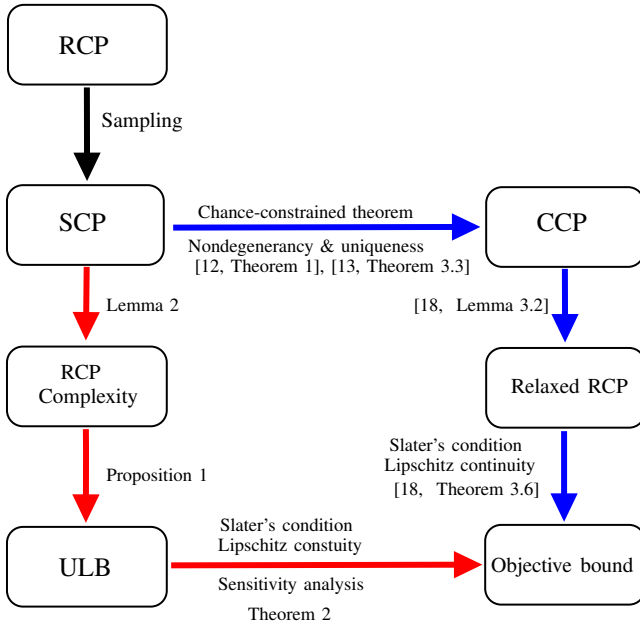 RCP
Sampling
SCP
Chance-constrained theorem
Nondegenerancy & uniqueness
[12, Theorem 1], [13, Theorem 3.3]
CCP
Lemma 2
[18, Lemma 3.2]
RCP
Complexity
Relaxed RCP
Proposition 1
Slater's condition
Lipschitz continuity
[18, Theorem 3.6]
ULB
Slater's condition
Lipschitz constuity
Sensitivity analysis
Theorem 2
Objective bound